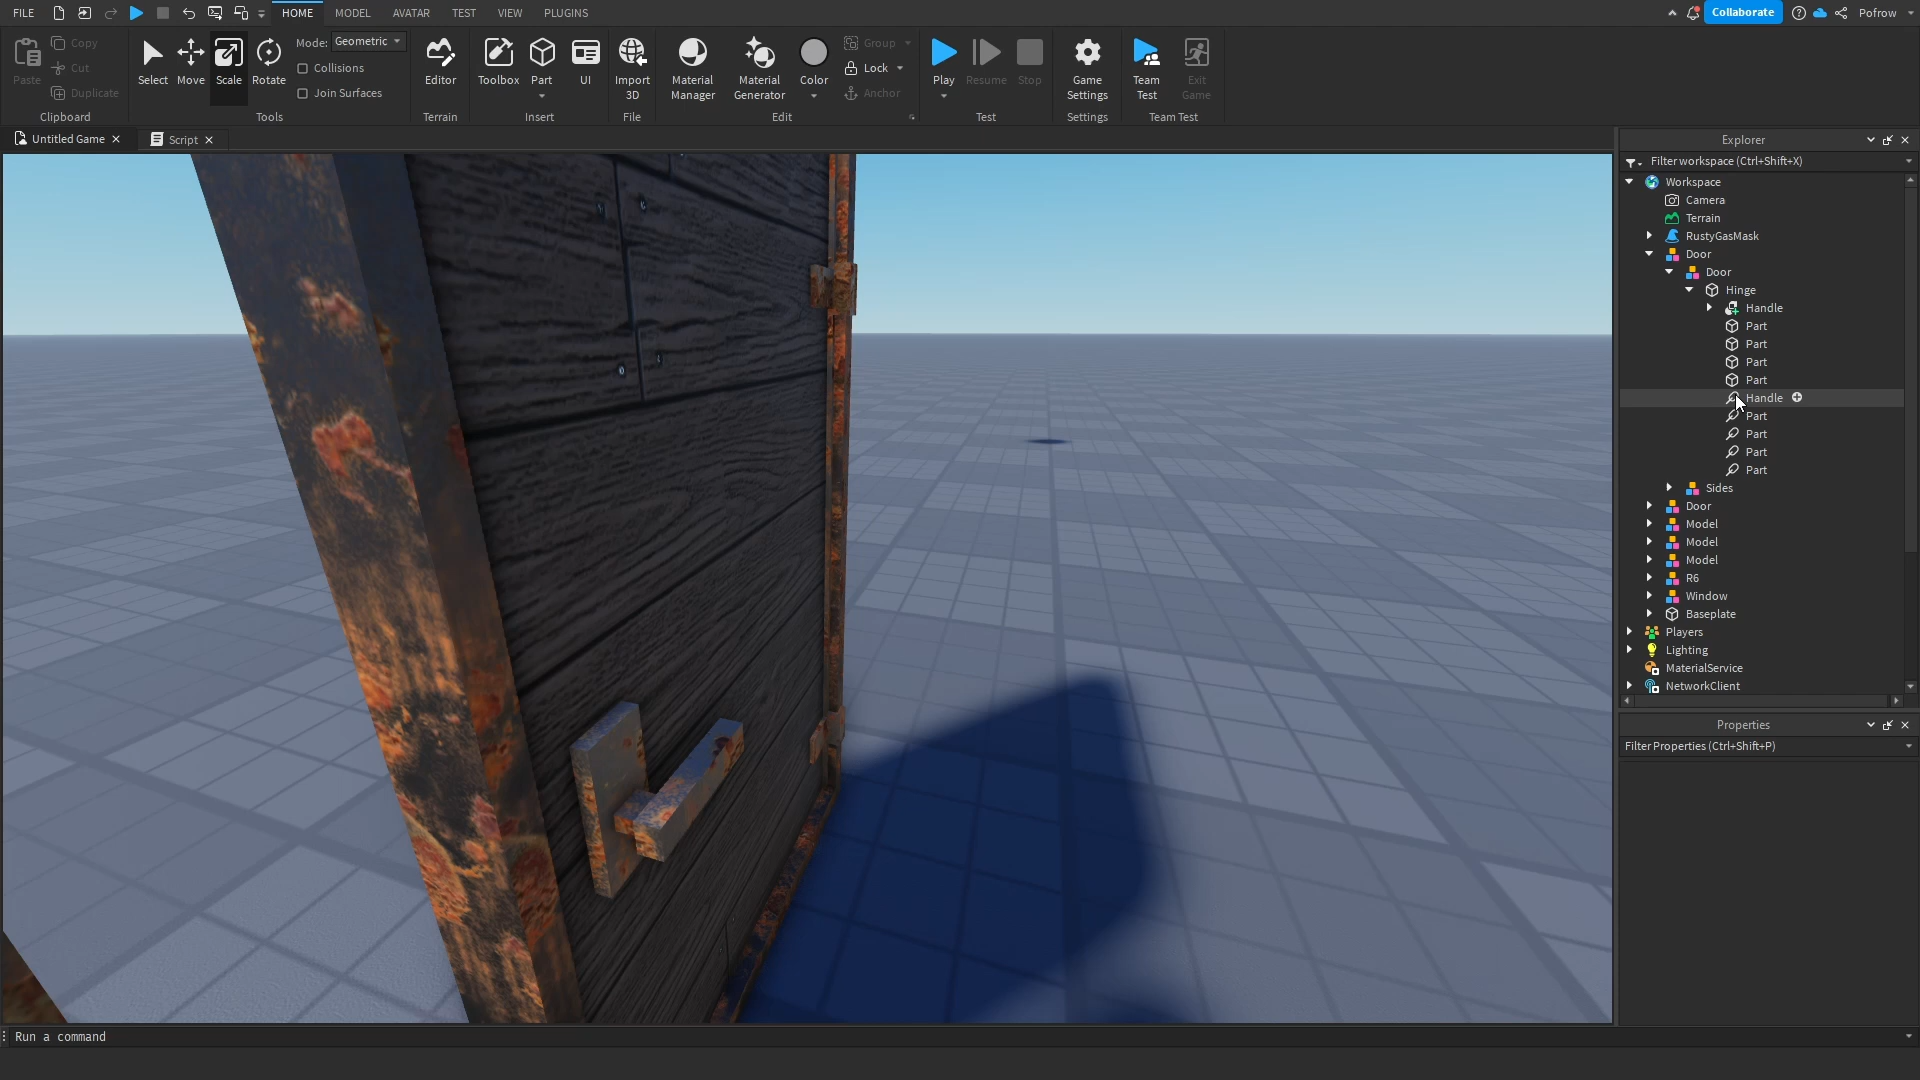 FILE HOME MODEL AVATAR TEST VIEW PLUGINS Collaborate Pofrow
Paste Copy Cut Duplicate Clipboard
Select Move Scale Rotate Mode: Geometric Collisions Join Surfaces Tools
Editor Terrain
Toolbox Part UI Insert
Import 3D File
Material Manager Material Generator Color Group Lock Anchor Edit
Play Resume Stop Test
Game Settings Settings
Team Test Exit Game Team Test
Untitled Game Script
Explorer
Filter workspace (Ctrl+Shift+X)
Workspace
Camera
Terrain
RustyGasMask
Door
Door
Hinge
Handle
Part
Part
Part
Part
Handle
Part
Part
Part
Part
Sides
Door
Model
Model
Model
R6
Window
Baseplate
Players
Lighting
MaterialService
NetworkClient
Properties
Filter Properties (Ctrl+Shift+P)
Run a command